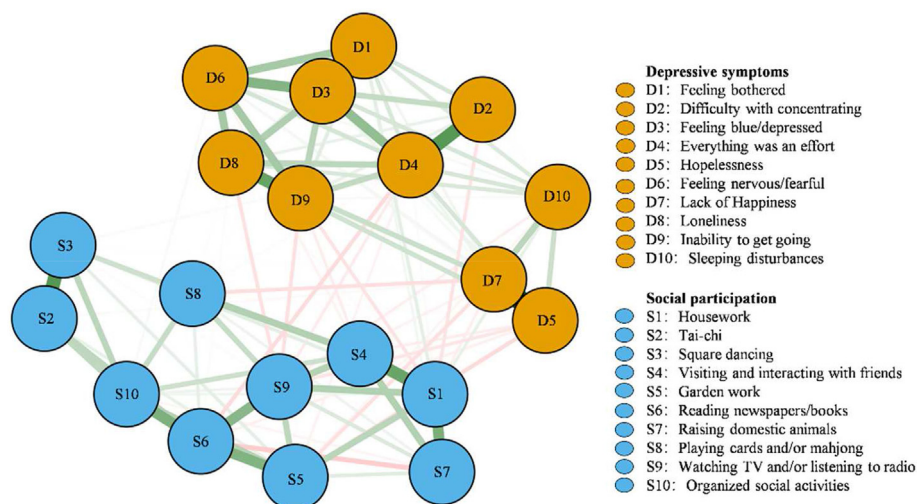 D1
D6
D3
D2
D4
D8
D9
D10
S3
D7
S8
S2
D5
S4
S9
S10
S1
S6
S7
S5
Depressive symptoms
D1: Feeling bothered
D2: Difficulty with concentrating
D3: Feeling blue/depressed
D4: Everything was an effort
D5: Hopelessness
D6: Feeling nervous/fearful
D7: Lack of Happiness
D8: Loneliness
D9: Inability to get going
D10: Sleeping disturbances
Social participation
S1: Housework
S2: Tai-chi
S3: Square dancing
S4: Visiting and interacting with friends
S5: Garden work
S6: Reading newspapers/books
S7: Raising domestic animals
S8: Playing cards and/or mahjong
S9: Watching TV and/or listening to radio
S10: Organized social activities